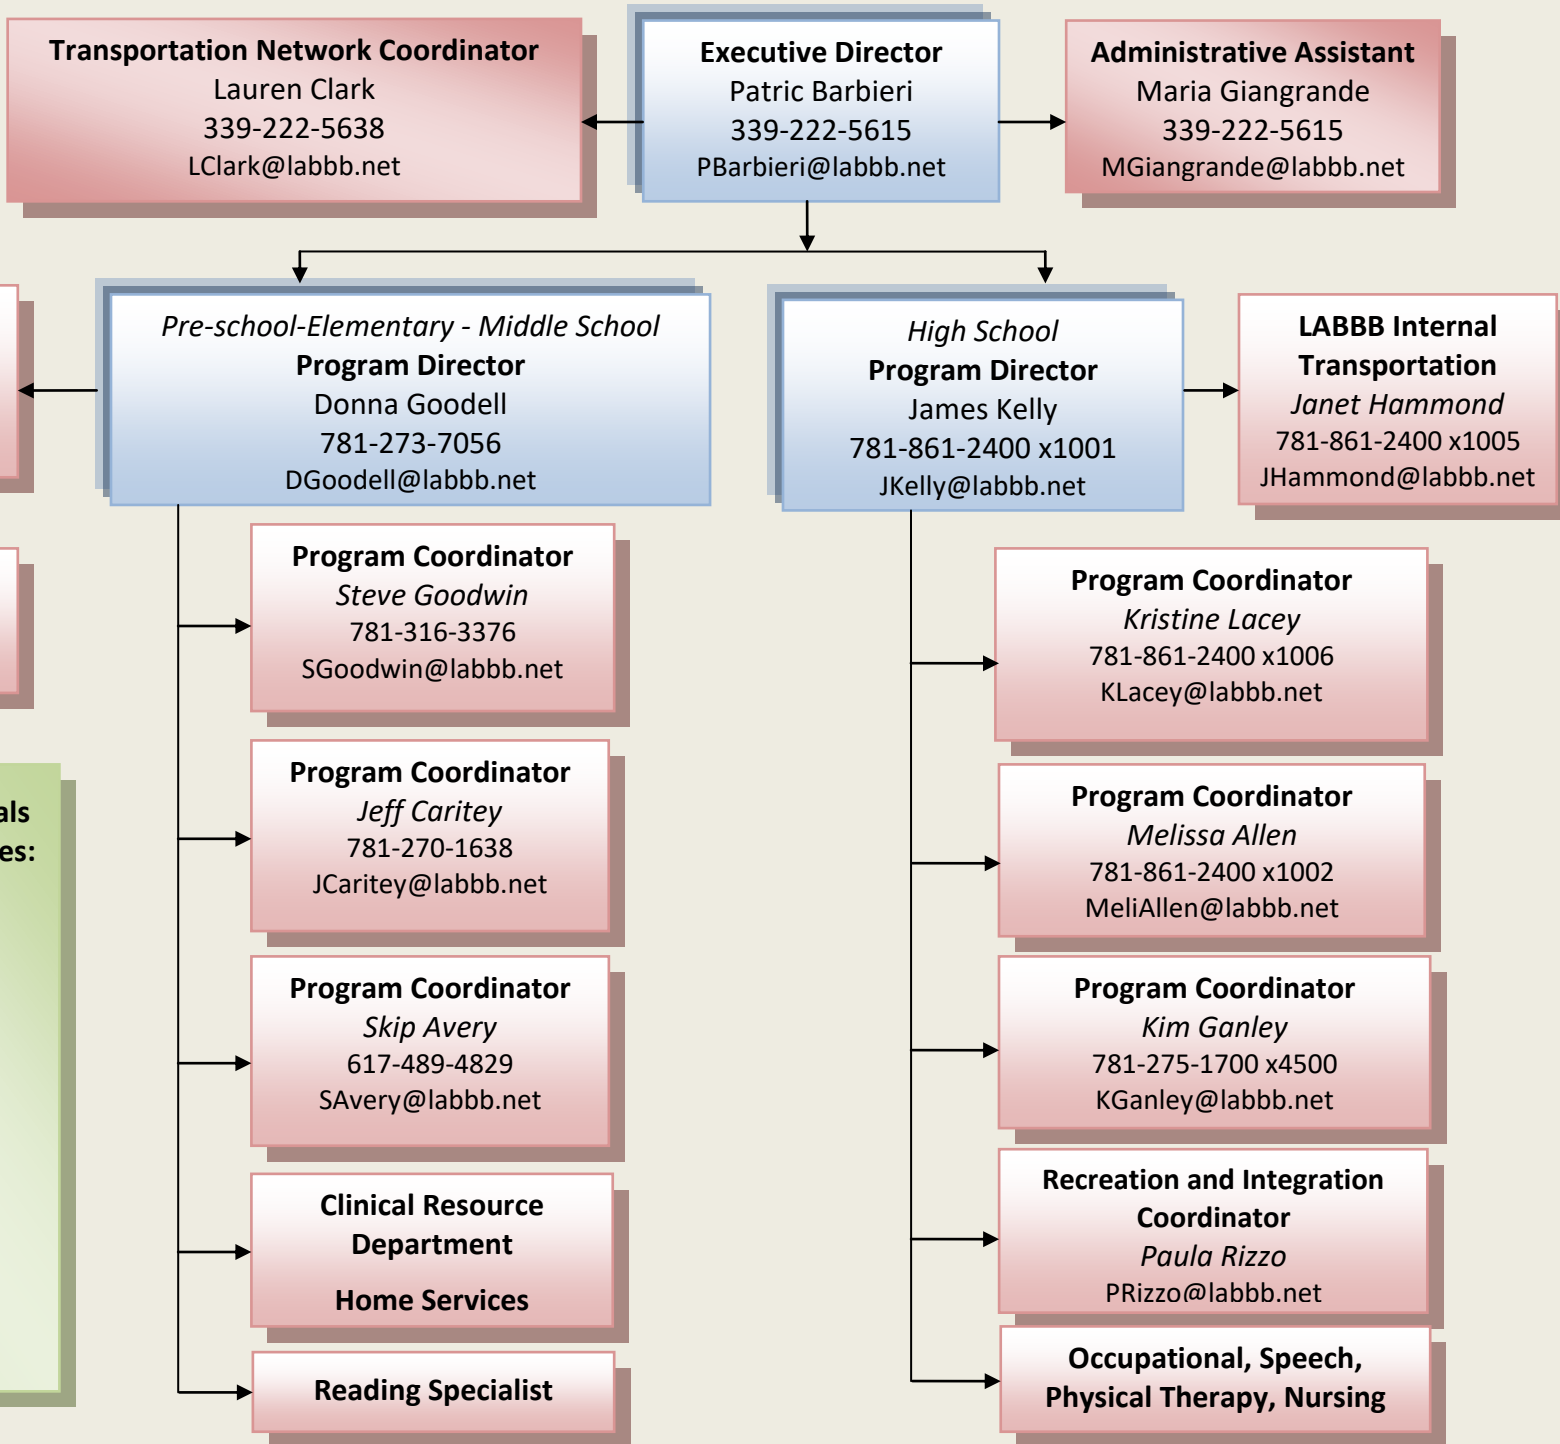 Transportation Network Coordinator
Lauren Clark
339-222-5638
LClark@labbb.net
Executive Director
Patric Barbieri
339-222-5615
PBarbieri@labbb.net
Administrative Assistant
Maria Giangrande
339-222-5615
MGiangrande@labbb.net
Pre-school-Elementary - Middle School
Program Director
Donna Goodell
781-273-7056
DGoodell@labbb.net
High School
Program Director
James Kelly
781-861-2400 x1001
JKelly@labbb.net
LABBB Internal
Transportation
Janet Hammond
781-861-2400 x1005
JHammond@labbb.net
Program Coordinator
Steve Goodwin
781-316-3376
SGoodwin@labbb.net
Program Coordinator
Jeff Caritey
781-270-1638
JCaritey@labbb.net
Program Coordinator
Skip Avery
617-489-4829
SAvery@labbb.net
Clinical Resource
Department
Home Services
Reading Specialist
Program Coordinator
Kristine Lacey
781-861-2400 x1006
KLacey@labbb.net
Program Coordinator
Melissa Allen
781-861-2400 x1002
MeliAllen@labbb.net
Program Coordinator
Kim Ganley
781-275-1700 x4500
KGanley@labbb.net
Recreation and Integration
Coordinator
Paula Rizzo
PRizzo@labbb.net
Occupational, Speech,
Physical Therapy, Nursing
als
es: